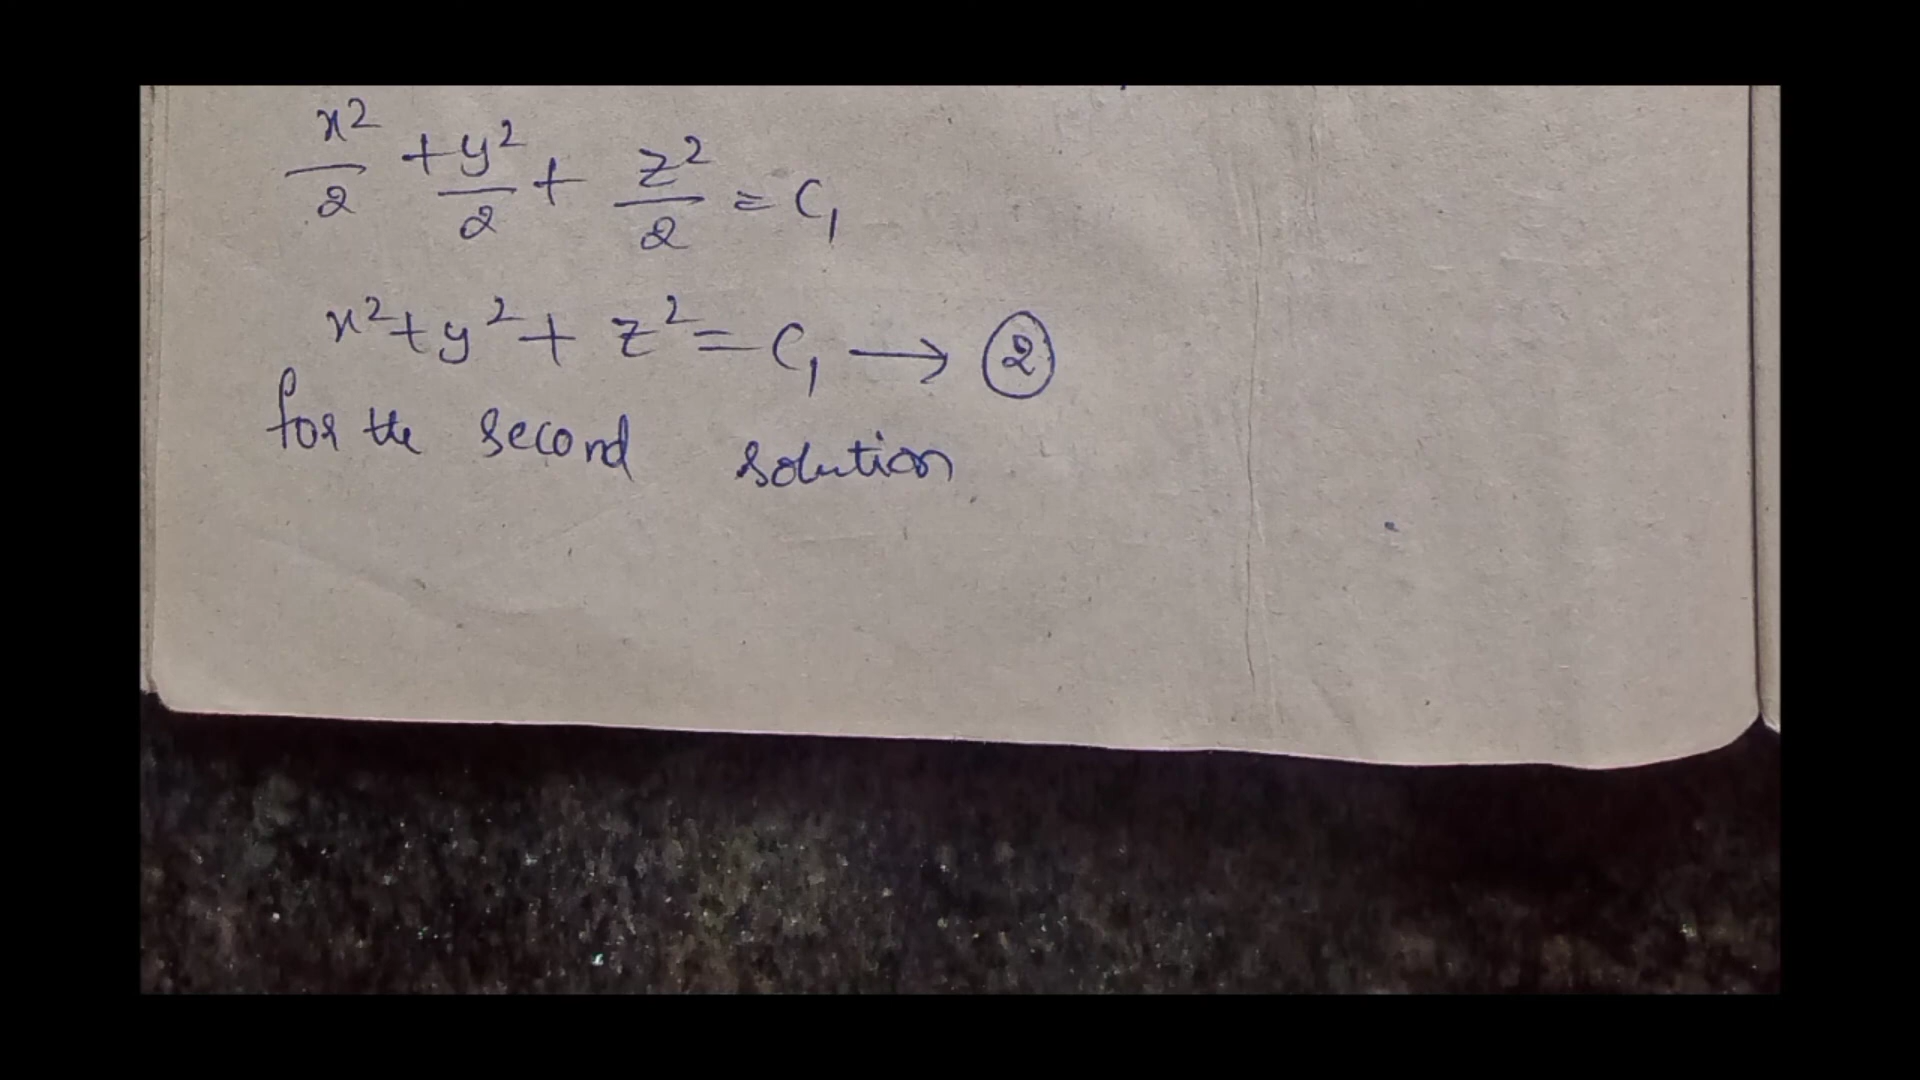 x²/2 + y²/2 + z²/2 = C₁
x² + y² + z² = C₁ → ②
for the second solution